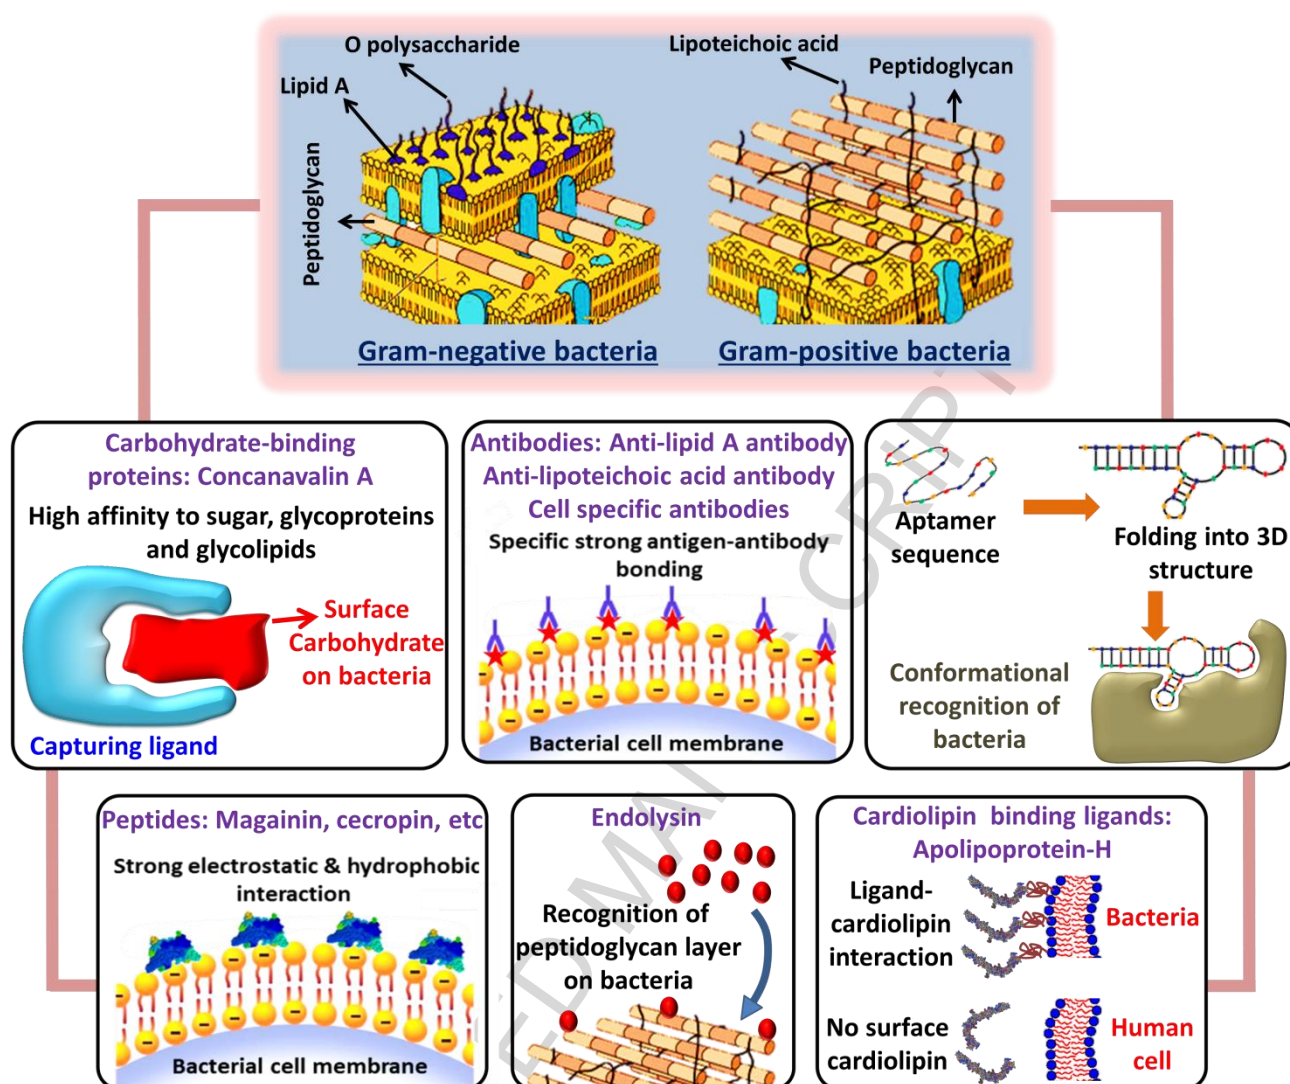 O polysaccharide
Lipid A
Peptidoglycan
Gram-negative bacteria
Lipoteichoic acid
Peptidoglycan
Gram-positive bacteria
Carbohydrate-binding
proteins: Concanavalin A
High affinity to sugar, glycoproteins
and glycolipids
Surface
Carbohydrate
on bacteria
Capturing ligand
Antibodies: Anti-lipid A antibody
Anti-lipoteichoic acid antibody
Cell specific antibodies
Specific strong antigen-antibody
bonding
Bacterial cell membrane
Aptamer
sequence
Folding into 3D
structure
Conformational
recognition of
bacteria
Peptides: Magainin, cecropin, etc
Strong electrostatic & hydrophobic
interaction
Bacterial cell membrane
Endolysin
Recognition of
peptidoglycan layer
on bacteria
Cardiolipin binding ligands:
Apolipoprotein-H
Ligand-
cardiolipin
interaction
Bacteria
No surface
cardiolipin
Human
cell